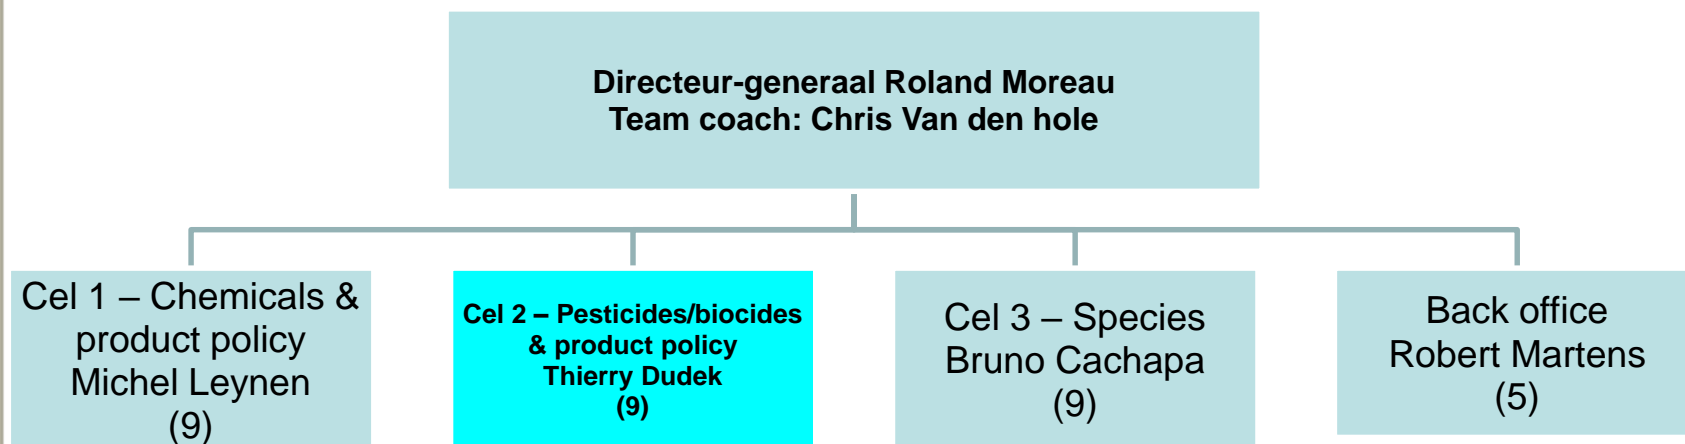 Directeur-generaal Roland Moreau
Team coach: Chris Van den hole
Cel 1 – Chemicals &
product policy
Michel Leynen
(9)
Cel 2 – Pesticides/biocides
& product policy
Thierry Dudek
(9)
Cel 3 – Species
Bruno Cachapa
(9)
Back office
Robert Martens
(5)